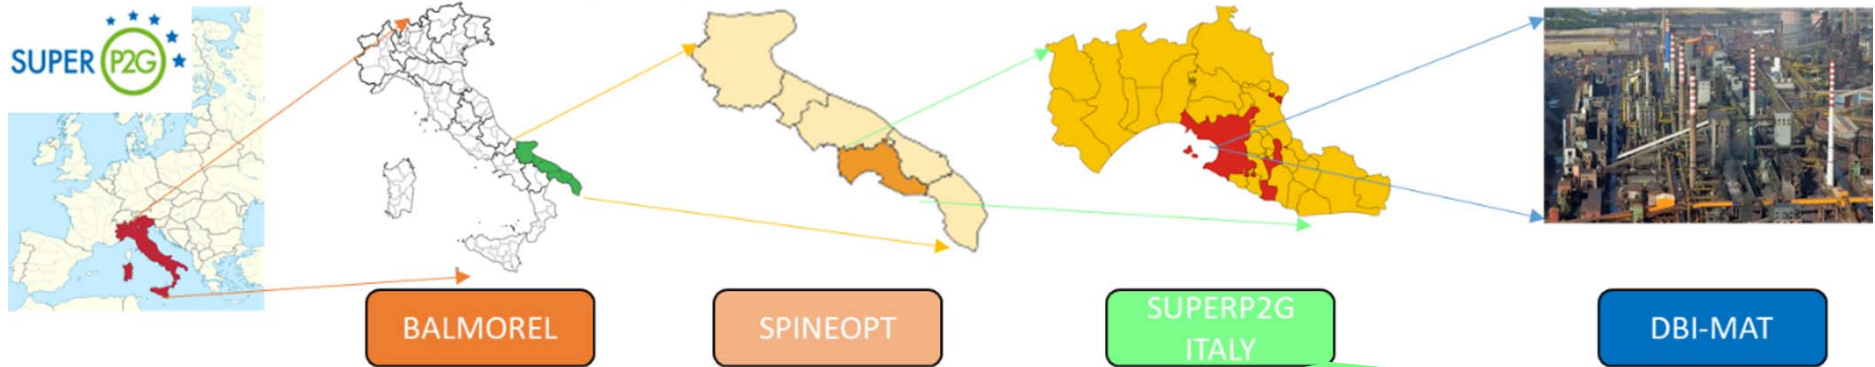 SUPER P2G
BALMOREL
SPINEOPT
SUPERP2G
ITALY
DBI-MAT